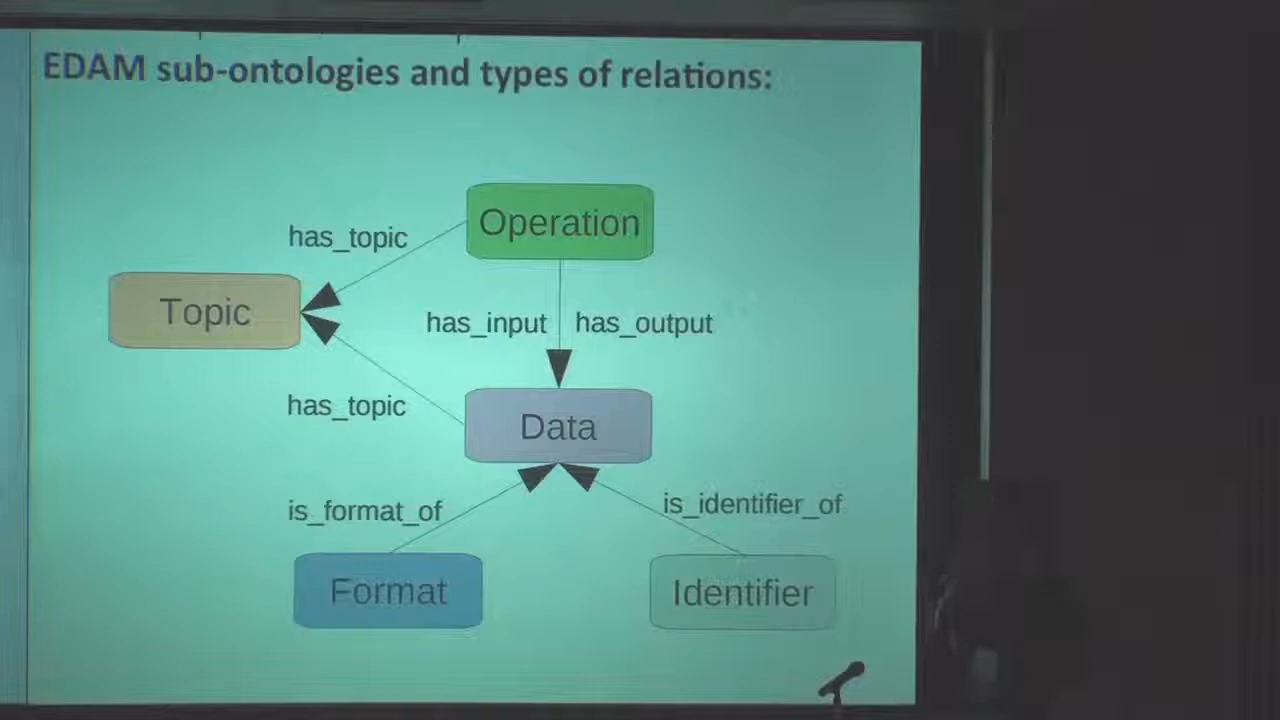 EDAM sub-ontologies and types of relations:
Operation
has_topic
Topic
has_input has_output
has_topic
Data
is_format_of
is_identifier_of
Format
Identifier